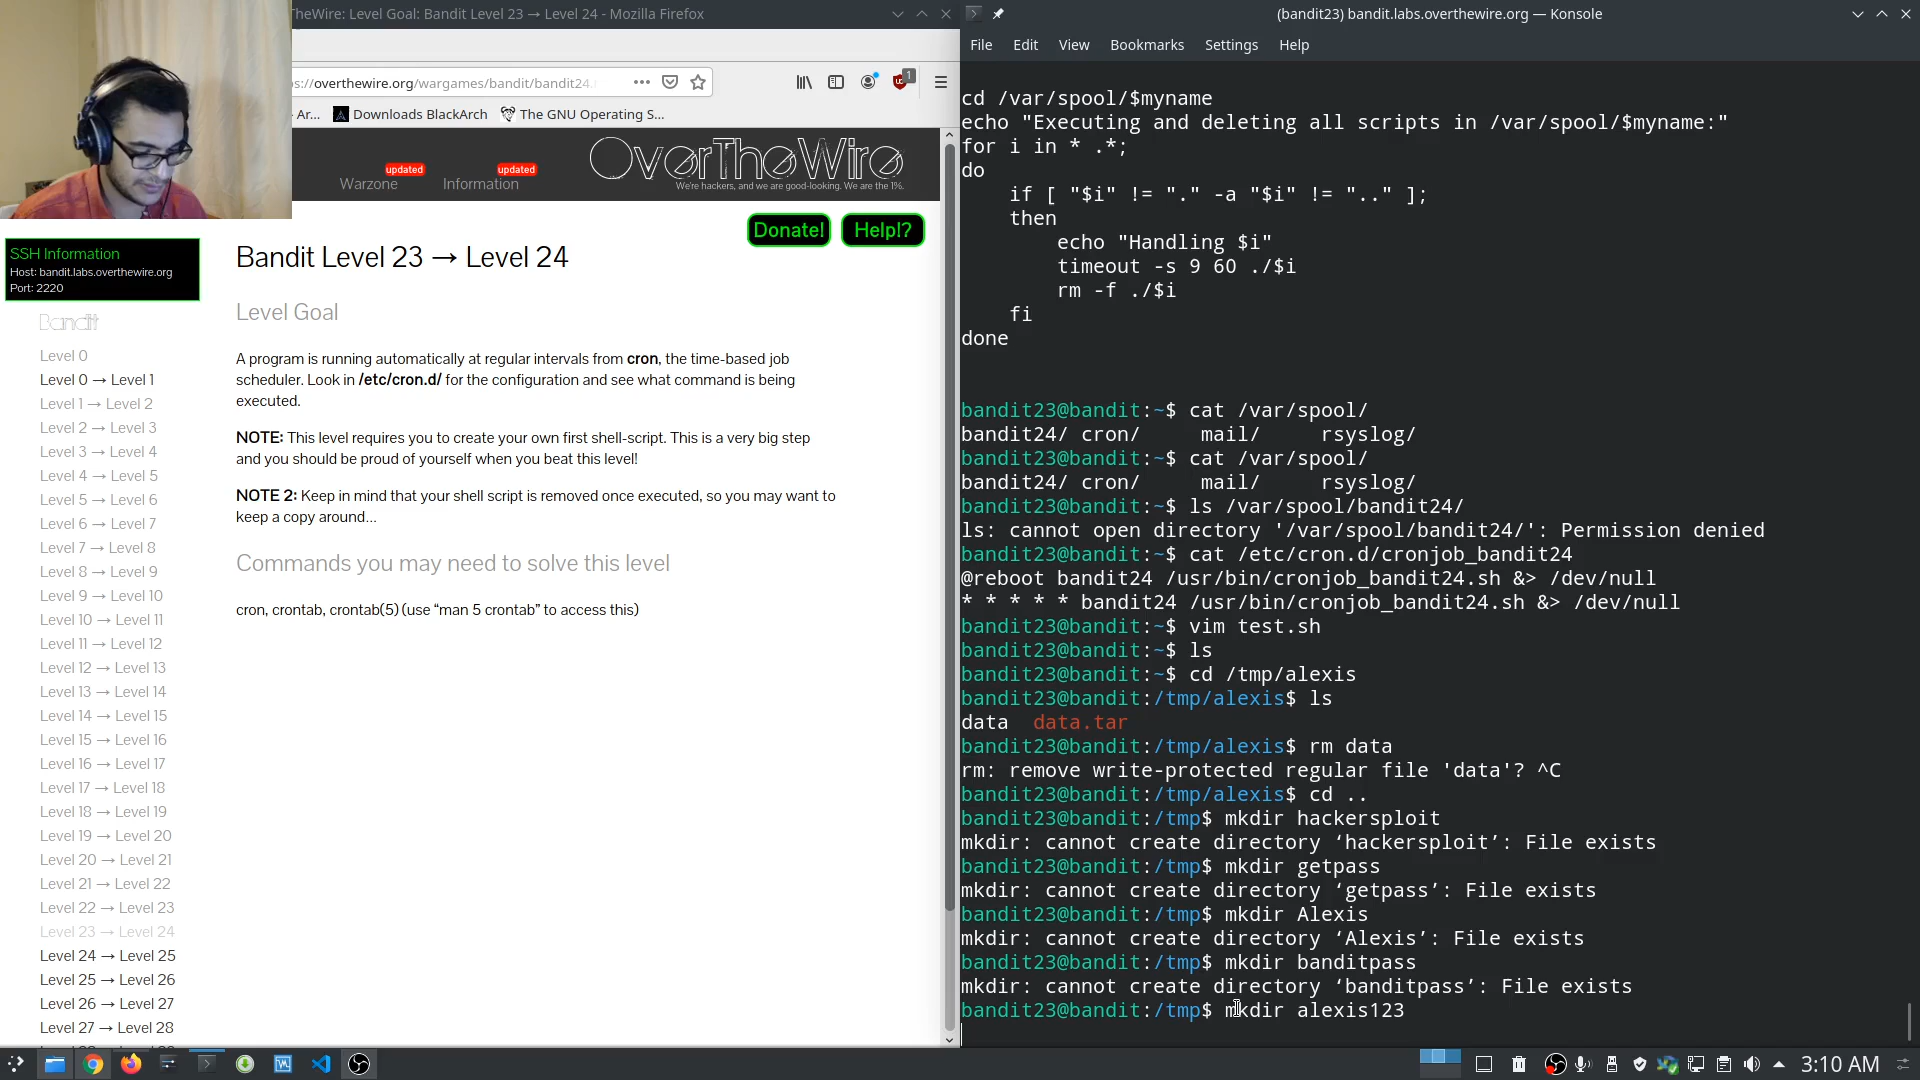 TheWire: Level Goal: Bandit Level 23 → Level 24 - Mozilla Firefox
s://overthewire.org/wargames/bandit/bandit24.
1
Ar...
Downloads BlackArch
The GNU Operating S...
Warzone
updated
Information
updated
OverTheWire
We're hackers, and we are good-looking. We are the 1%.
Donate!
Help!?
SSH Information
Host: bandit.labs.overthewire.org
Port: 2220
Bandit
Level 0
Level 0 → Level 1
Level 1 → Level 2
Level 2 → Level 3
Level 3 → Level 4
Level 4 → Level 5
Level 5 → Level 6
Level 6 → Level 7
Level 7 → Level 8
Level 8 → Level 9
Level 9 → Level 10
Level 10 → Level 11
Level 11 → Level 12
Level 12 → Level 13
Level 13 → Level 14
Level 14 → Level 15
Level 15 → Level 16
Level 16 → Level 17
Level 17 → Level 18
Level 18 → Level 19
Level 19 → Level 20
Level 20 → Level 21
Level 21 → Level 22
Level 22 → Level 23
Level 23 → Level 24
Level 24 → Level 25
Level 25 → Level 26
Level 26 → Level 27
Level 27 → Level 28
Bandit Level 23 → Level 24
Level Goal
A program is running automatically at regular intervals from cron, the time-based job
scheduler. Look in /etc/cron.d/ for the configuration and see what command is being
executed.
NOTE: This level requires you to create your own first shell-script. This is a very big step
and you should be proud of yourself when you beat this level!
NOTE 2: Keep in mind that your shell script is removed once executed, so you may want to
keep a copy around...
Commands you may need to solve this level
cron, crontab, crontab(5) (use “man 5 crontab” to access this)
(bandit23) bandit.labs.overthewire.org — Konsole
File Edit View Bookmarks Settings Help
cd /var/spool/$myname
echo "Executing and deleting all scripts in /var/spool/$myname:"
for i in * .*;
do
    if [ "$i" != "." -a "$i" != ".." ];
    then
        echo "Handling $i"
        timeout -s 9 60 ./$i
        rm -f ./$i
    fi
done
bandit23@bandit:~$ cat /var/spool/
bandit24/ cron/     mail/     rsyslog/
bandit23@bandit:~$ cat /var/spool/
bandit24/ cron/     mail/     rsyslog/
bandit23@bandit:~$ ls /var/spool/bandit24/
ls: cannot open directory '/var/spool/bandit24/': Permission denied
bandit23@bandit:~$ cat /etc/cron.d/cronjob_bandit24
@reboot bandit24 /usr/bin/cronjob_bandit24.sh &> /dev/null
* * * * * bandit24 /usr/bin/cronjob_bandit24.sh &> /dev/null
bandit23@bandit:~$ vim test.sh
bandit23@bandit:~$ ls
bandit23@bandit:~$ cd /tmp/alexis
bandit23@bandit:/tmp/alexis$ ls
data  data.tar
bandit23@bandit:/tmp/alexis$ rm data
rm: remove write-protected regular file 'data'? ^C
bandit23@bandit:/tmp/alexis$ cd ..
bandit23@bandit:/tmp$ mkdir hackersploit
mkdir: cannot create directory ‘hackersploit’: File exists
bandit23@bandit:/tmp$ mkdir getpass
mkdir: cannot create directory ‘getpass’: File exists
bandit23@bandit:/tmp$ mkdir Alexis
mkdir: cannot create directory ‘Alexis’: File exists
bandit23@bandit:/tmp$ mkdir banditpass
mkdir: cannot create directory ‘banditpass’: File exists
bandit23@bandit:/tmp$ mkdir alexis123
3:10 AM